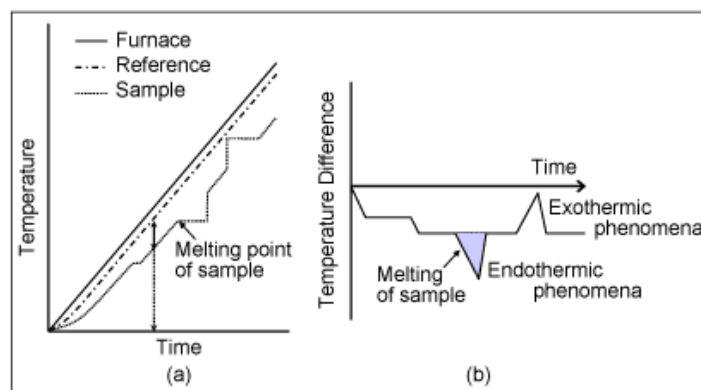 Furnace
Reference
Sample
Temperature
Melting point
of sample
Time
(a)
Temperature Difference
Time
Exothermic
phenomena
Melting
of sample
Endothermic
phenomena
(b)